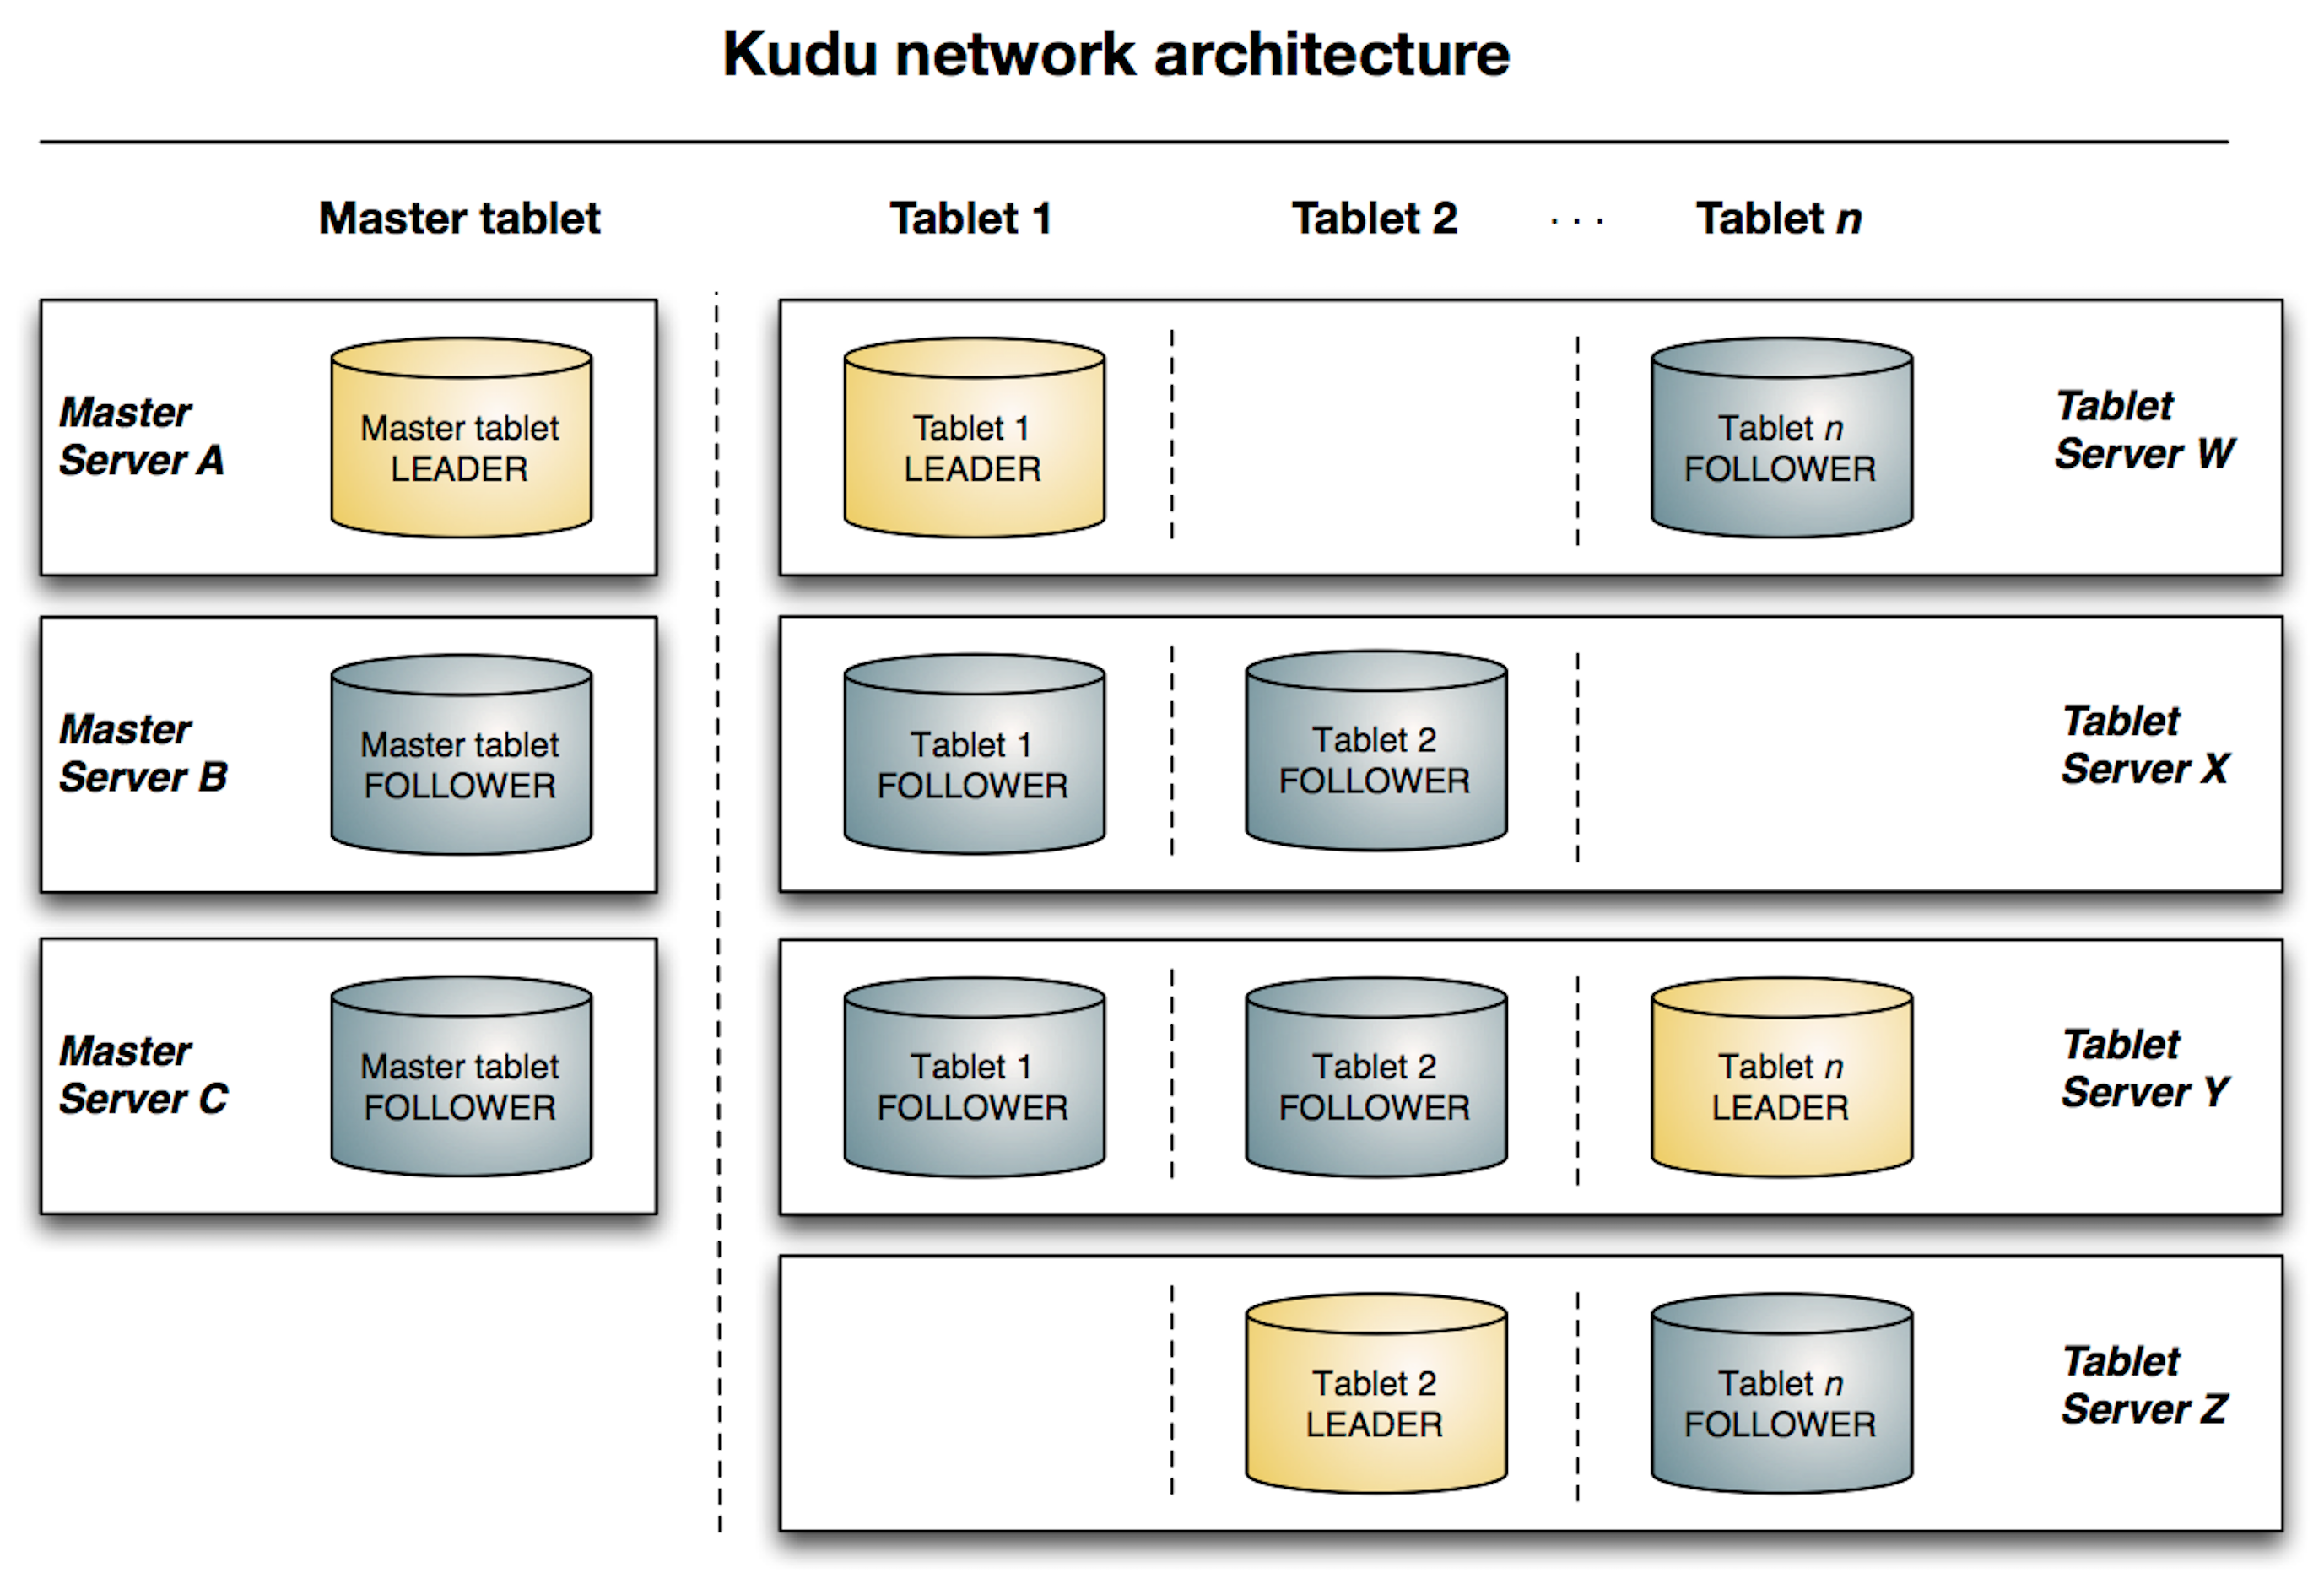 Kudu network architecture
Master tablet
Tablet 1
Tablet 2
. . .
Tablet n
Master
Server A
Master tablet
LEADER
Tablet 1
LEADER
Tablet n
FOLLOWER
Tablet
Server W
Master
Server B
Master tablet
FOLLOWER
Tablet 1
FOLLOWER
Tablet 2
FOLLOWER
Tablet
Server X
Master
Server C
Master tablet
FOLLOWER
Tablet 1
FOLLOWER
Tablet 2
FOLLOWER
Tablet n
LEADER
Tablet
Server Y
Tablet 2
LEADER
Tablet n
FOLLOWER
Tablet
Server Z